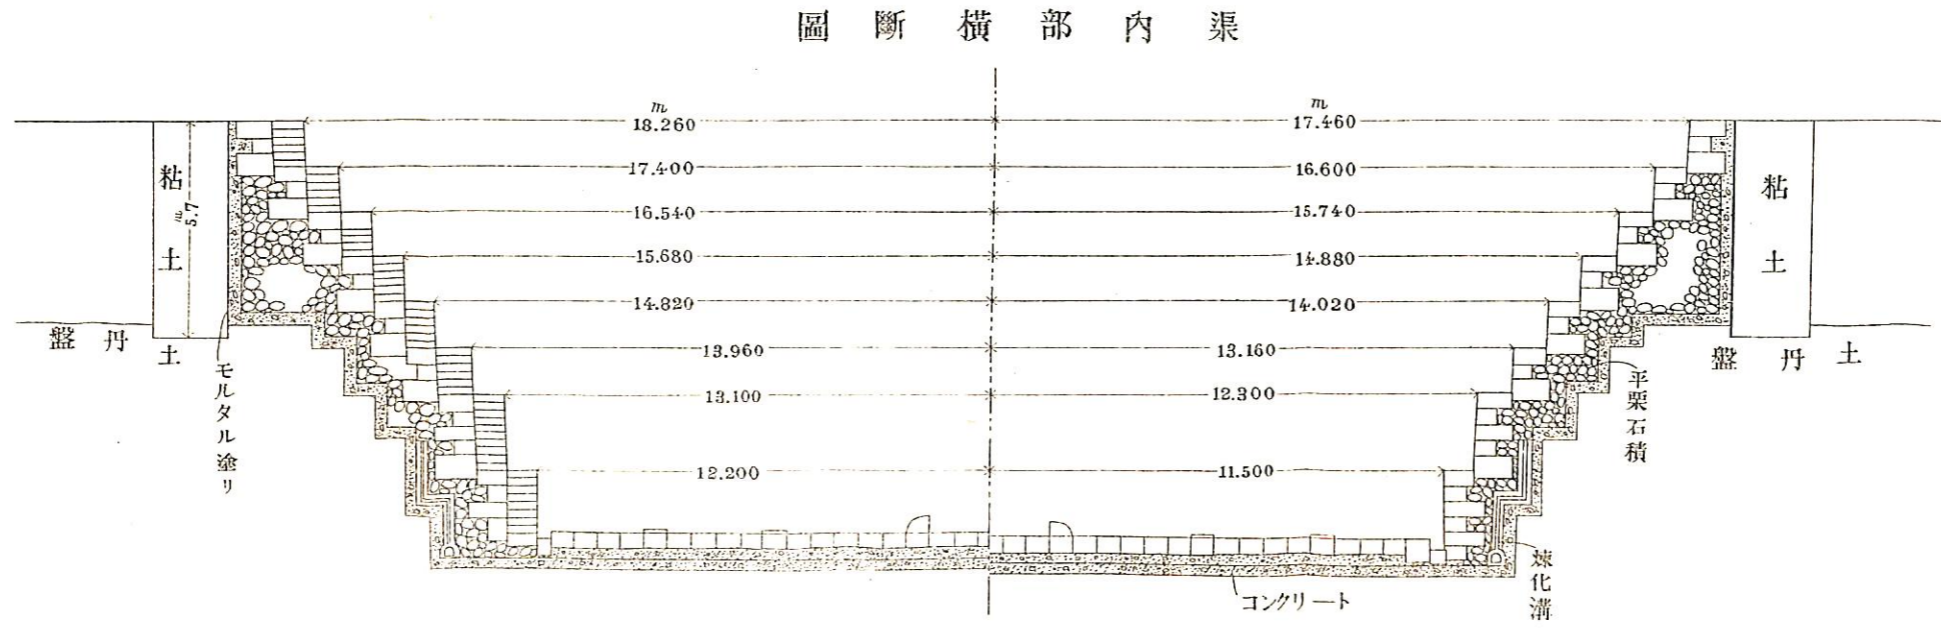 圖斷橫部內渠
m
18.260
m
17.460
17.400
16.600
16.540
15.740
15.680
14.880
14.820
14.020
13.960
13.160
13.100
12.300
12.200
11.500
粘土
m
5.7
盤丹土
モルタル塗リ
粘土
盤丹土
平栗石積
煉化溝
コンクリート